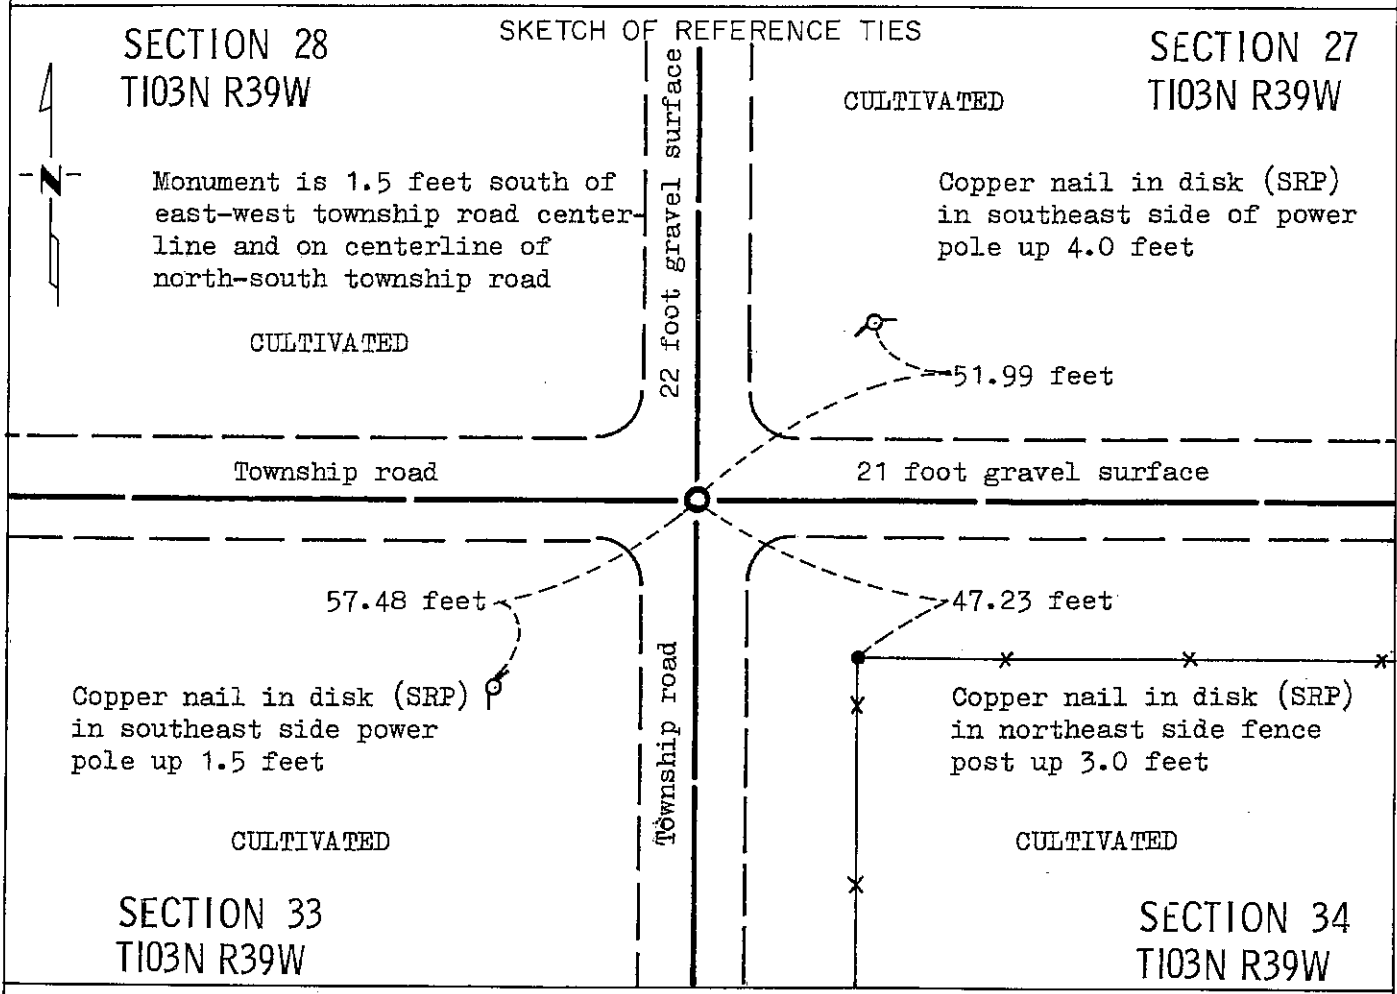 SKETCH OF REFERENCE TIES
SECTION 28
T103N R39W
SECTION 27
T103N R39W
CULTIVATED
N
Monument is 1.5 feet south of
east-west township road center-
line and on centerline of
north-south township road
CULTIVATED
22 foot gravel surface
Copper nail in disk (SRP)
in southeast side of power
pole up 4.0 feet
51.99 feet
Township road
21 foot gravel surface
57.48 feet
47.23 feet
Copper nail in disk (SRP)
in southeast side power
pole up 1.5 feet
Township road
Copper nail in disk (SRP)
in northeast side fence
post up 3.0 feet
CULTIVATED
CULTIVATED
SECTION 33
T103N R39W
SECTION 34
T103N R39W